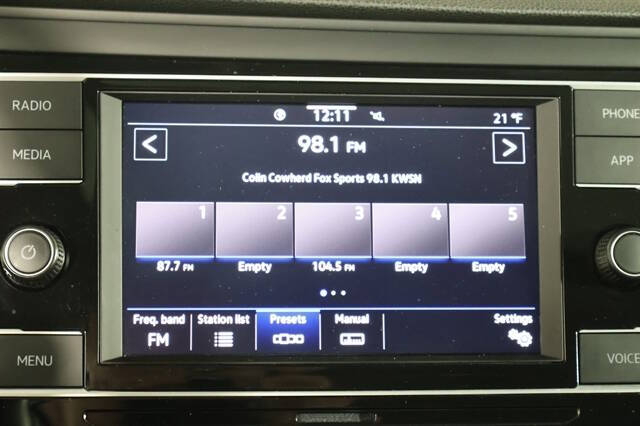 RADIO
MEDIA
MENU
12:11
21 °F
98.1 FM
Colin Cowherd Fox Sports 98.1 KWSN
1 2 3 4 5
87.7 FM Empty 104.5 FM Empty Empty
Freq. band Station list Presets Manual Settings
FM
PHONE
APP
VOICE